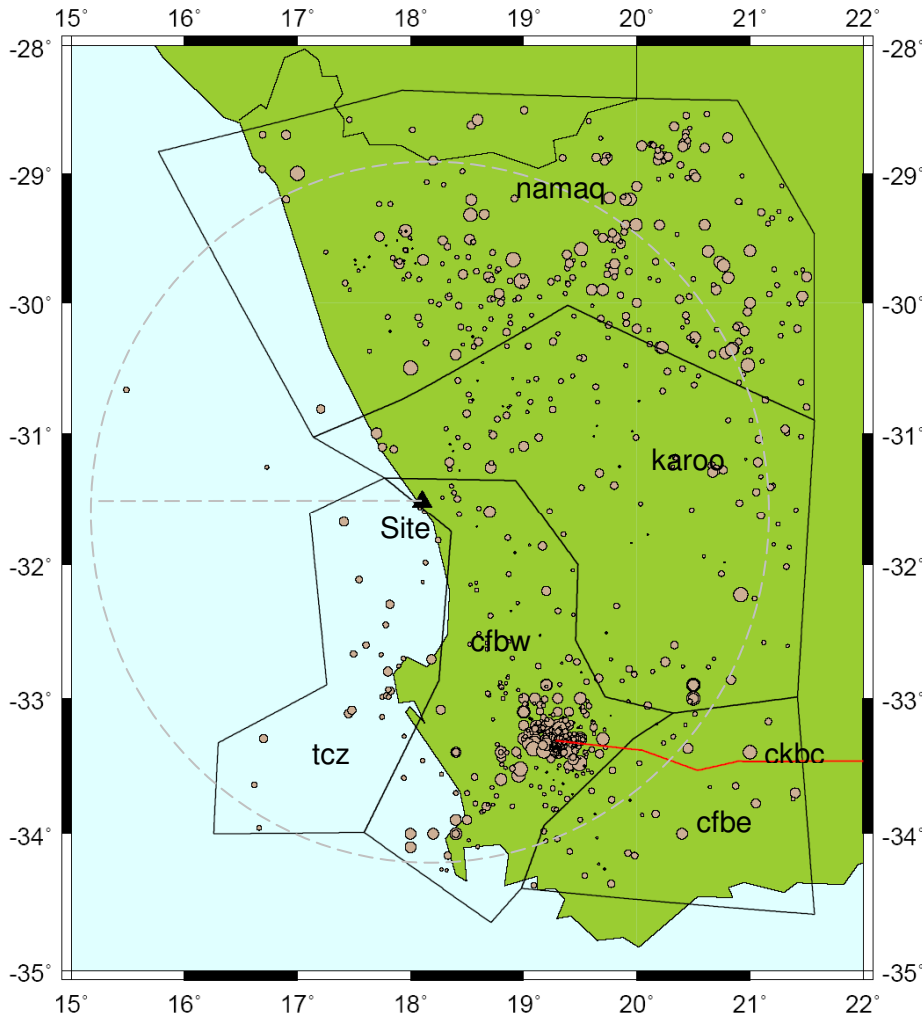 15˚ 16˚ 17˚ 18˚ 19˚ 20˚ 21˚ 22˚
-28˚ -28˚
-29˚ -29˚
namaq
-30˚ -30˚
-31˚ -31˚
karoo
Site
-32˚ -32˚
cfbw
-33˚ -33˚
tcz
ckbc
cfbe
-34˚ -34˚
-35˚ -35˚
15˚ 16˚ 17˚ 18˚ 19˚ 20˚ 21˚ 22˚